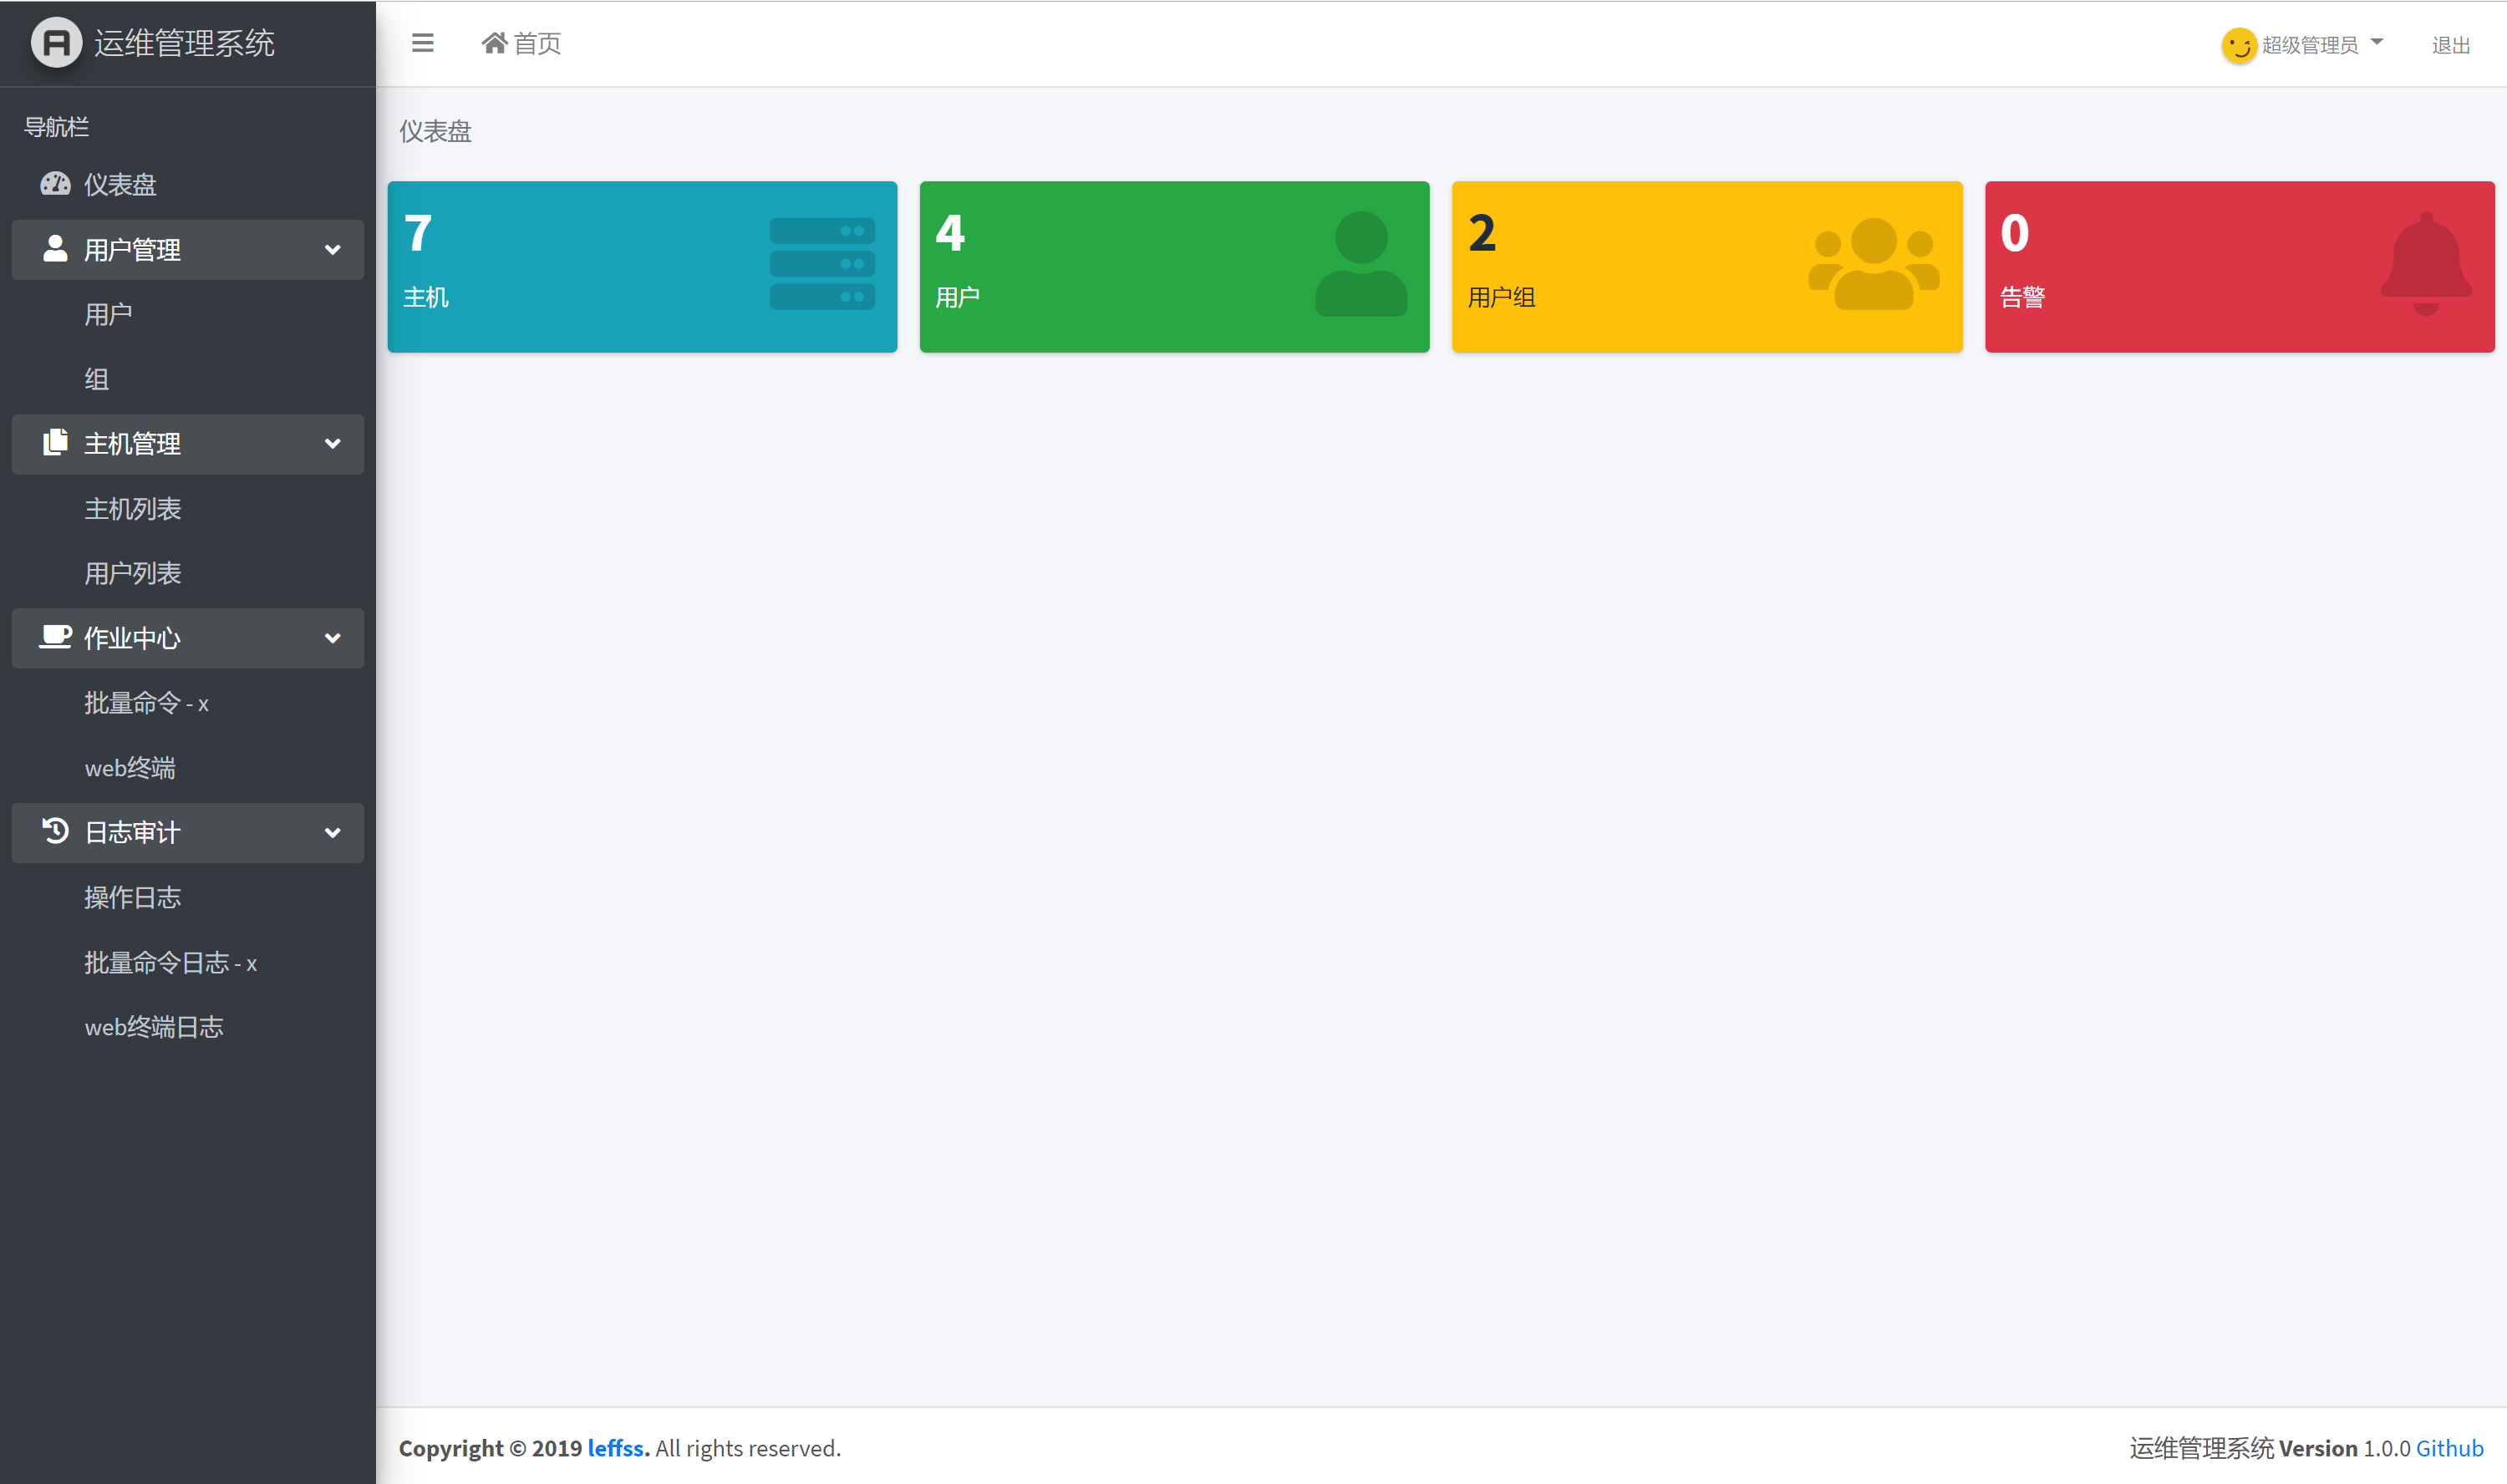 运维管理系统
首页
超级管理员
退出
导航栏
仪表盘
用户管理
用户
组
主机管理
主机列表
用户列表
作业中心
批量命令 - x
web终端
日志审计
操作日志
批量命令日志 - x
web终端日志
仪表盘
7
主机
4
用户
2
用户组
0
告警
Copyright © 2019 leffss. All rights reserved.
运维管理系统 Version 1.0.0 Github